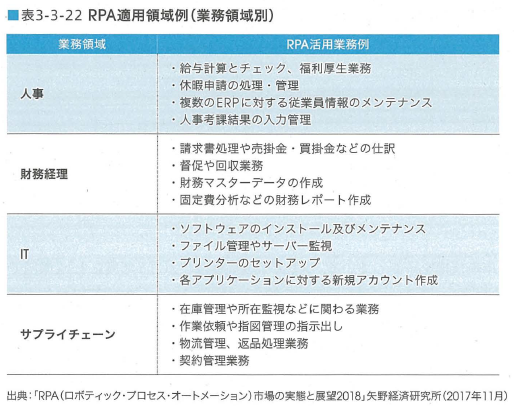 ■表3-3-22 RPA適用領域例(業務領域別)
業務領域
RPA活用業務例
人事
・給与計算とチェック、福利厚生業務
・休暇申請の処理・管理
・複数のERPに対する従業員情報のメンテナンス
・人事考課結果の入力管理
財務経理
・請求書処理や売掛金・買掛金などの仕訳
・督促や回収業務
・財務マスターデータの作成
・固定費分析などの財務レポート作成
IT
・ソフトウェアのインストール及びメンテナンス
・ファイル管理やサーバー監視
・プリンターのセットアップ
・各アプリケーションに対する新規アカウント作成
サプライチェーン
・在庫管理や所在監視などに関わる業務
・作業依頼や指図管理の指示出し
・物流管理、返品処理業務
・契約管理業務
出典:「RPA(ロボティック・プロセス・オートメーション)市場の実態と展望2018」矢野経済研究所(2017年11月)